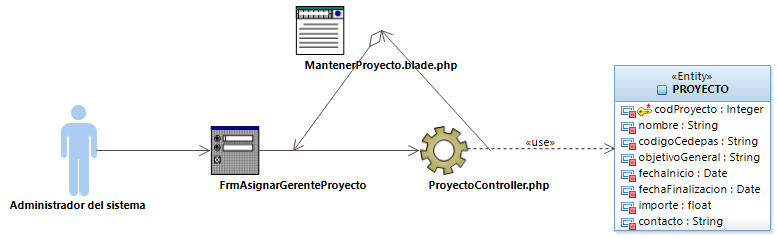 MantenerProyecto.blade.php
Administrador del sistema
FrmAsignarGerenteProyecto
ProyectoController.php
«use»
«Entity»
PROYECTO
codProyecto : Integer
nombre : String
codigoCedepas : String
objetivoGeneral : String
fechaInicio : Date
fechaFinalizacion : Date
importe : float
contacto : String